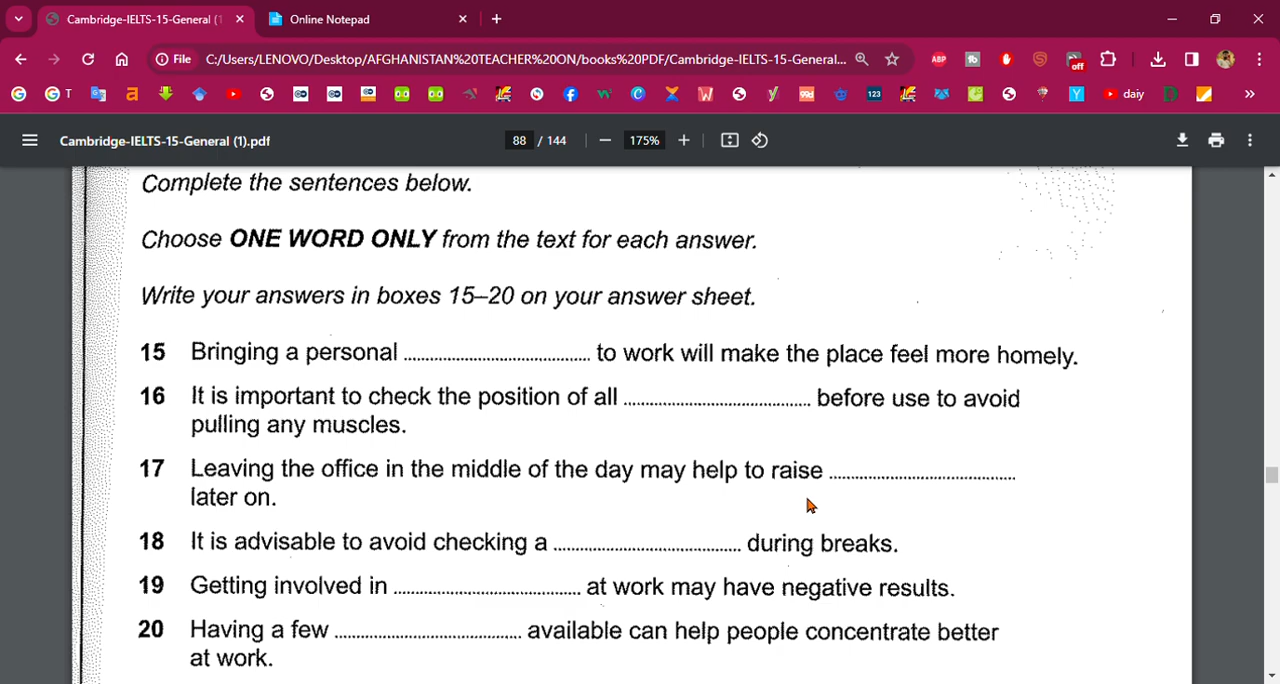 Cambridge-IELTS-15-General (1
Online Notepad
File
C:/Users/LENOVO/Desktop/AFGHANISTAN%20TEACHER%20ON/books%20PDF/Cambridge-IELTS-15-General...
ABP
off
G
G T
a
W
123
Y
daiy
»
Cambridge-IELTS-15-General (1).pdf
88 / 144
175%
Complete the sentences below.
Choose ONE WORD ONLY from the text for each answer.
Write your answers in boxes 15–20 on your answer sheet.
15 Bringing a personal .................................. to work will make the place feel more homely.
16 It is important to check the position of all .................................. before use to avoid
pulling any muscles.
17 Leaving the office in the middle of the day may help to raise ..................................
later on.
18 It is advisable to avoid checking a .................................. during breaks.
19 Getting involved in .................................. at work may have negative results.
20 Having a few .................................. available can help people concentrate better
at work.